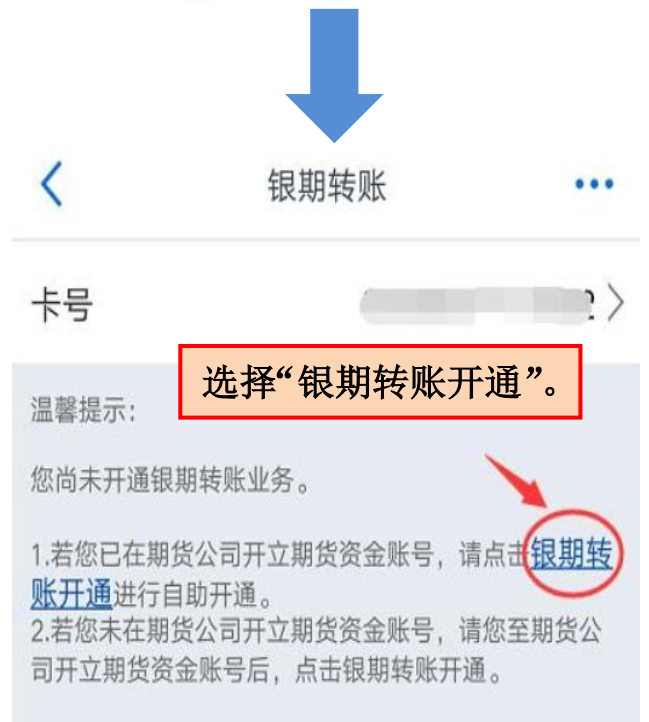 银期转账
卡号
选择“银期转账开通”。
温馨提示：
您尚未开通银期转账业务。
1.若您已在期货公司开立期货资金账号，请点击银期转
账开通进行自助开通。
2.若您未在期货公司开立期货资金账号，请您至期货公
司开立期货资金账号后，点击银期转账开通。